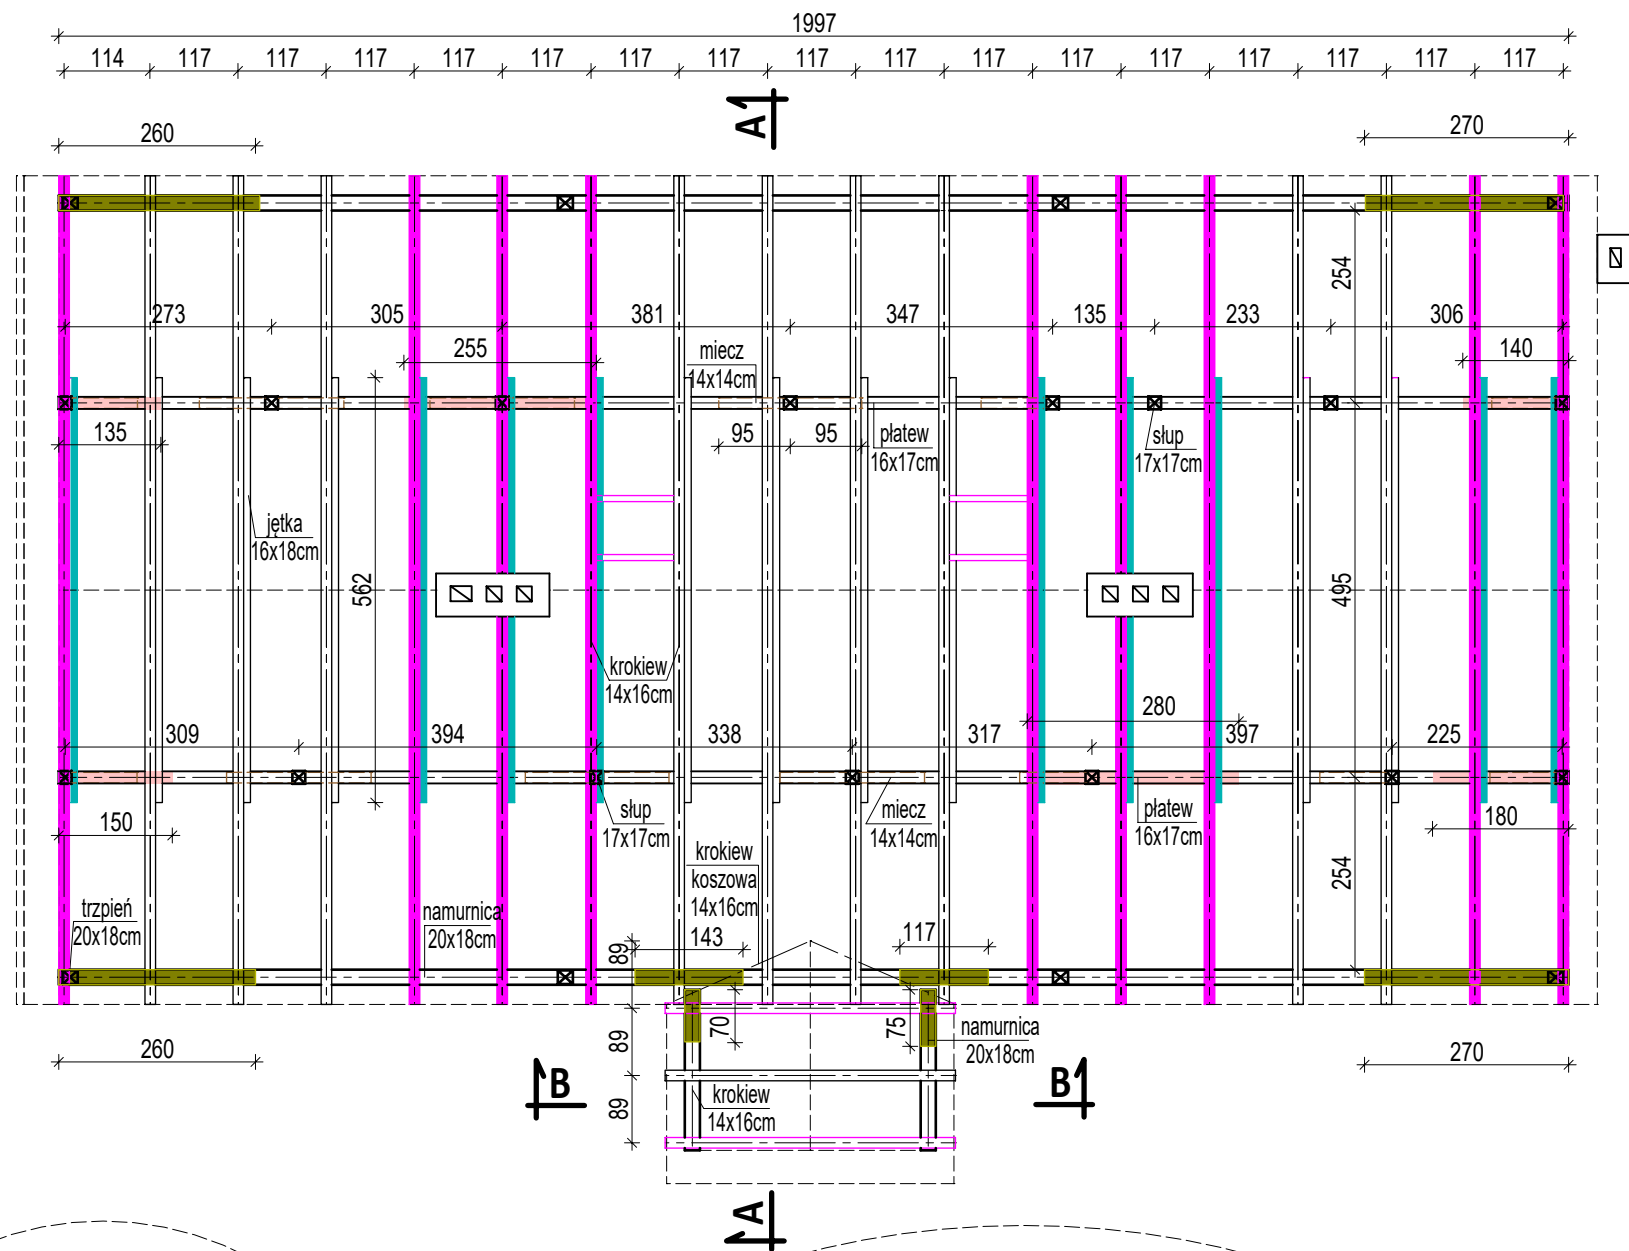 1997
114 117 117 117 117 117 117 117 117 117 117 117 117 117 117 117 117
A
260
270
254
273 305 381 347 135 233 306
255
140
miecz
14x14cm
135
95 95
płatew
16x17cm
słup
17x17cm
jętka
16x18cm
562
495
krokiew
14x16cm
280
309 394 338 317 397 225
150
słup
17x17cm
miecz
14x14cm
płatew
16x17cm
180
krokiew
koszowa
14x16cm
254
trzpień
20x18cm
namurnica
20x18cm
143
117
89
70
75
89
namurnica
20x18cm
260
270
B
B
krokiew
14x16cm
89
A